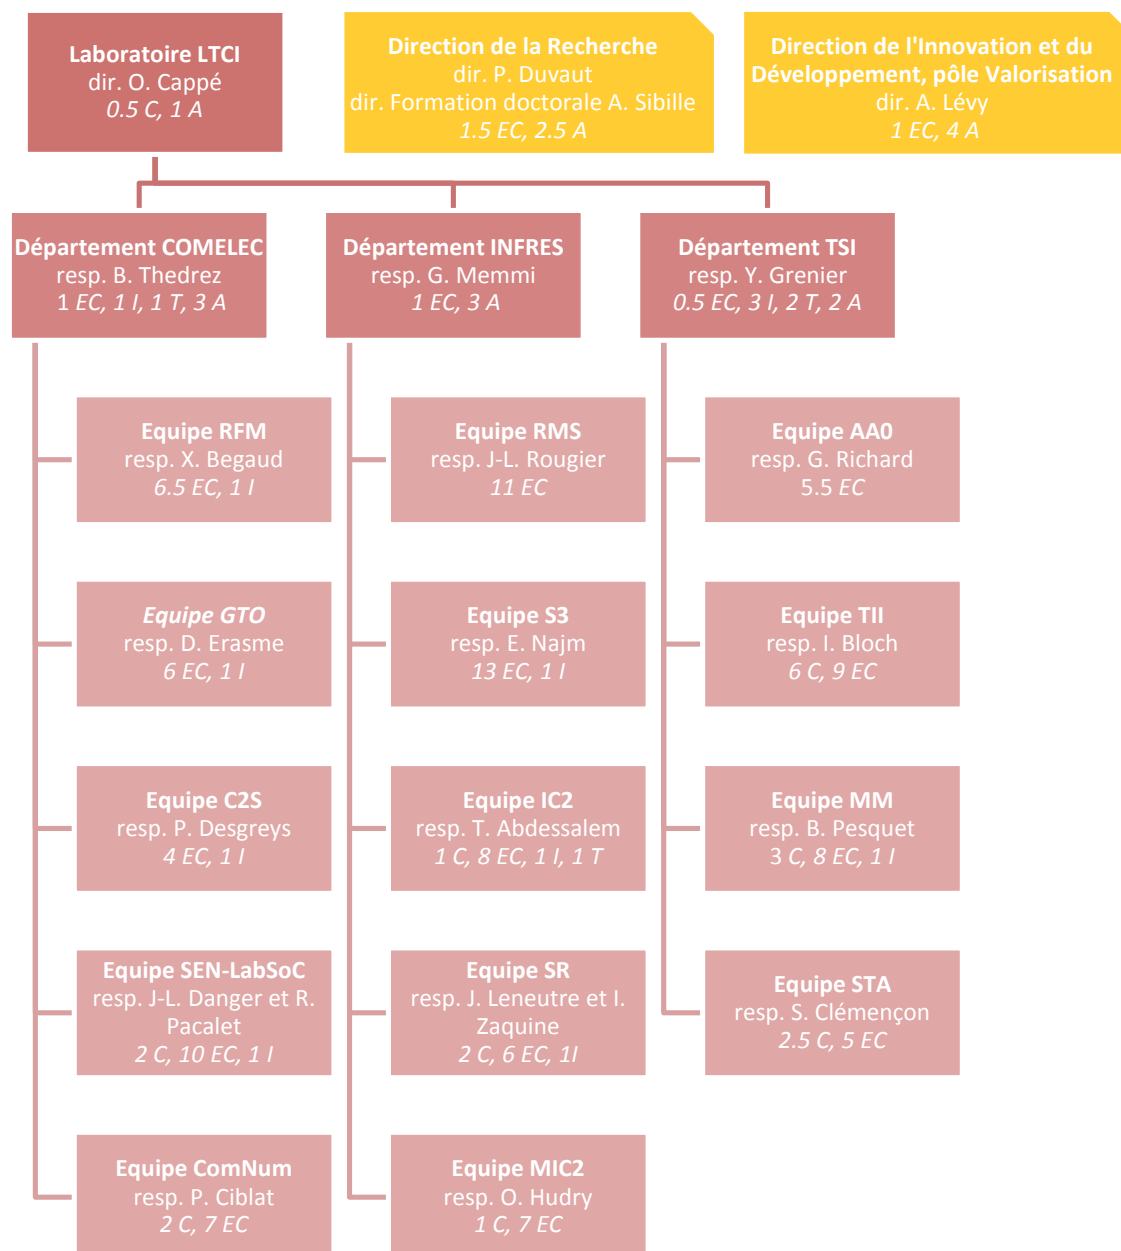 Laboratoire LTCI
dir. O. Cappé
0.5 C, 1 A
Direction de la Recherche
dir. P. Duvaut
dir. Formation doctorale A. Sibille
1.5 EC, 2.5 A
Direction de l'Innovation et du
Développement, pôle Valorisation
dir. A. Lévy
1 EC, 4 A
Département COMELEC
resp. B. Thedrez
1 EC, 1 I, 1 T, 3 A
Département INFRES
resp. G. Memmi
1 EC, 3 A
Département TSI
resp. Y. Grenier
0.5 EC, 3 I, 2 T, 2 A
Equipe RFM
resp. X. Begaud
6.5 EC, 1 I
Equipe RMS
resp. J-L. Rougier
11 EC
Equipe AA0
resp. G. Richard
5.5 EC
Equipe GTO
resp. D. Erasme
6 EC, 1 I
Equipe S3
resp. E. Najm
13 EC, 1 I
Equipe TII
resp. I. Bloch
6 C, 9 EC
Equipe C2S
resp. P. Desgreys
4 EC, 1 I
Equipe IC2
resp. T. Abdessalem
1 C, 8 EC, 1 I, 1 T
Equipe MM
resp. B. Pesquet
3 C, 8 EC, 1 I
Equipe SEN-LabSoC
resp. J-L. Danger et R.
Pacalet
2 C, 10 EC, 1 I
Equipe SR
resp. J. Leneutre et I.
Zaquine
2 C, 6 EC, 1I
Equipe STA
resp. S. Clémençon
2.5 C, 5 EC
Equipe ComNum
resp. P. Ciblat
2 C, 7 EC
Equipe MIC2
resp. O. Hudry
1 C, 7 EC